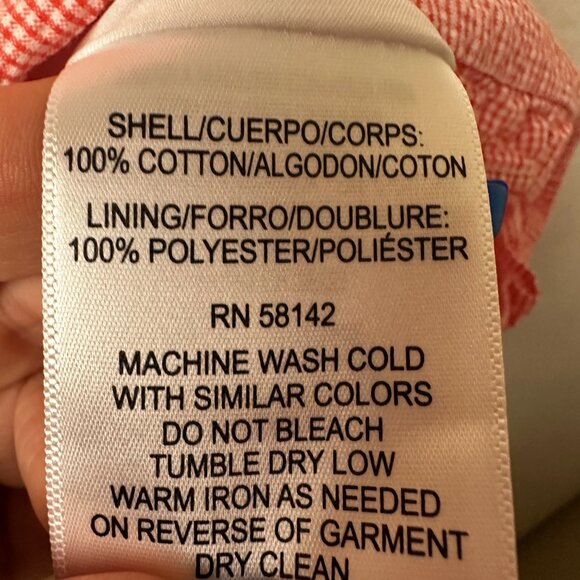 SHELL/CUERPO/CORPS:
100% COTTON/ALGODON/COTON
LINING/FORRO/DOUBLURE:
100% POLYESTER/POLIÉSTER
RN 58142
MACHINE WASH COLD
WITH SIMILAR COLORS
DO NOT BLEACH
TUMBLE DRY LOW
WARM IRON AS NEEDED
ON REVERSE OF GARMENT
DRY CLEAN